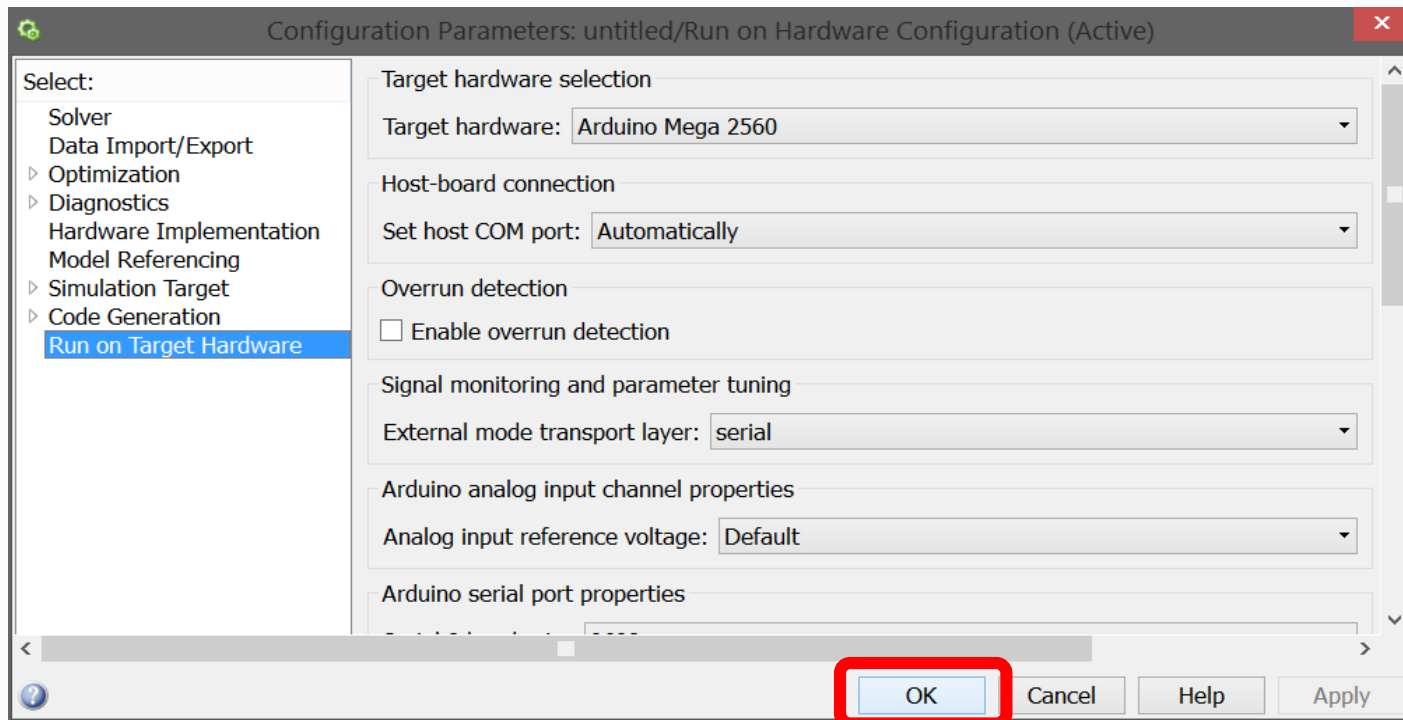 Configuration Parameters: untitled/Run on Hardware Configuration (Active)
Select:
Solver
Data Import/Export
Optimization
Diagnostics
Hardware Implementation
Model Referencing
Simulation Target
Code Generation
Run on Target Hardware
Target hardware selection
Target hardware: Arduino Mega 2560
Host-board connection
Set host COM port: Automatically
Overrun detection
Enable overrun detection
Signal monitoring and parameter tuning
External mode transport layer: serial
Arduino analog input channel properties
Analog input reference voltage: Default
Arduino serial port properties
OK
Cancel
Help
Apply